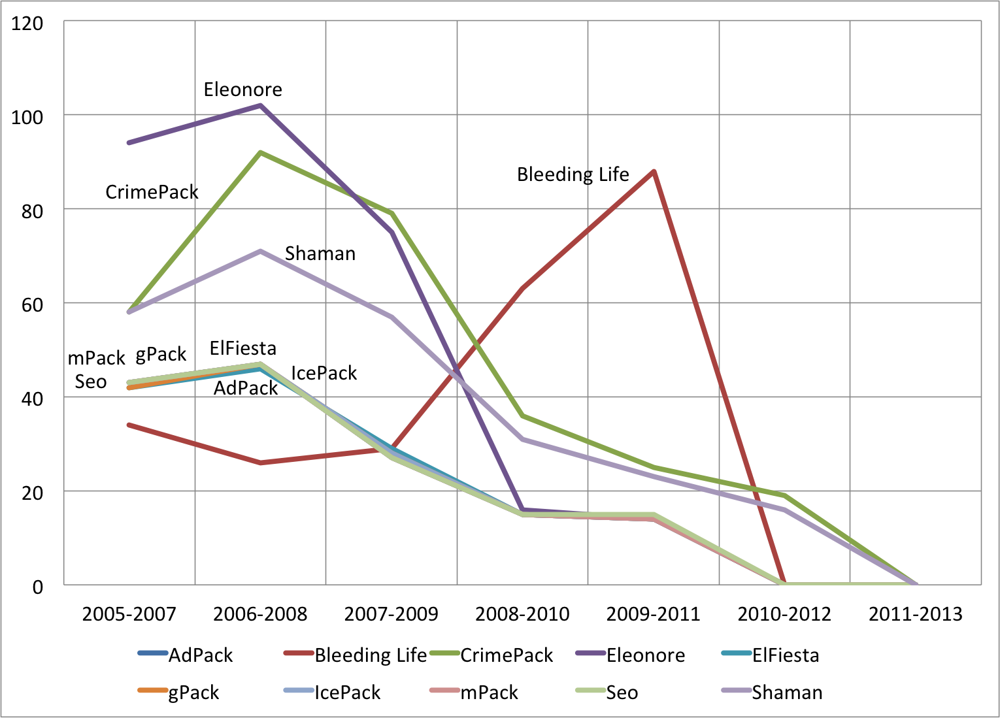 120
Eleonore
100
Bleeding Life
CrimePack
80
Shaman
60
ElFiesta
mPack gPack
IcePack
Seo
AdPack
40
20
0
2005-2007 2006-2008 2007-2009 2008-2010 2009-2011 2010-2012 2011-2013
AdPack Bleeding Life CrimePack Eleonore ElFiesta
gPack IcePack mPack Seo Shaman